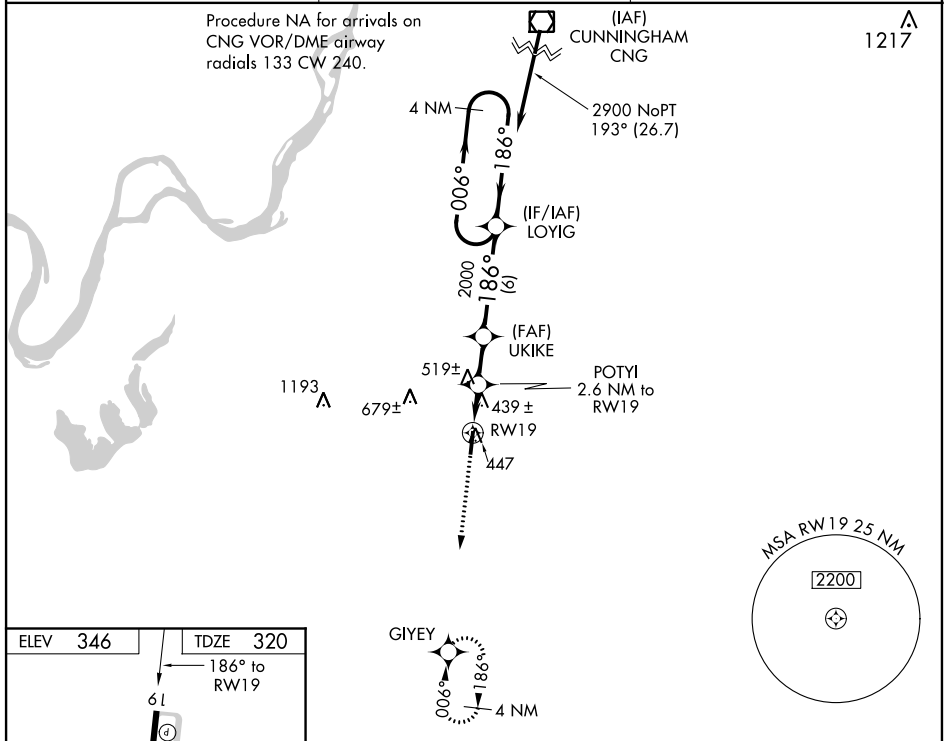 Procedure NA for arrivals on
CNG VOR/DME airway
radials 133 CW 240.
(IAF)
CUNNINGHAM
CNG
1217
2900 NoPT
193° (26.7)
4 NM
186°
006°
(IF/IAF)
LOYIG
2000
186°
(6)
(FAF)
UKIKE
519±
POTYI
2.6 NM to
RW19
1193
679±
439 ±
RW19
447
MSA RW19 25 NM
2200
ELEV 346
TDZE 320
186° to
RW19
19
P
GIYEY
006°
186°
4 NM